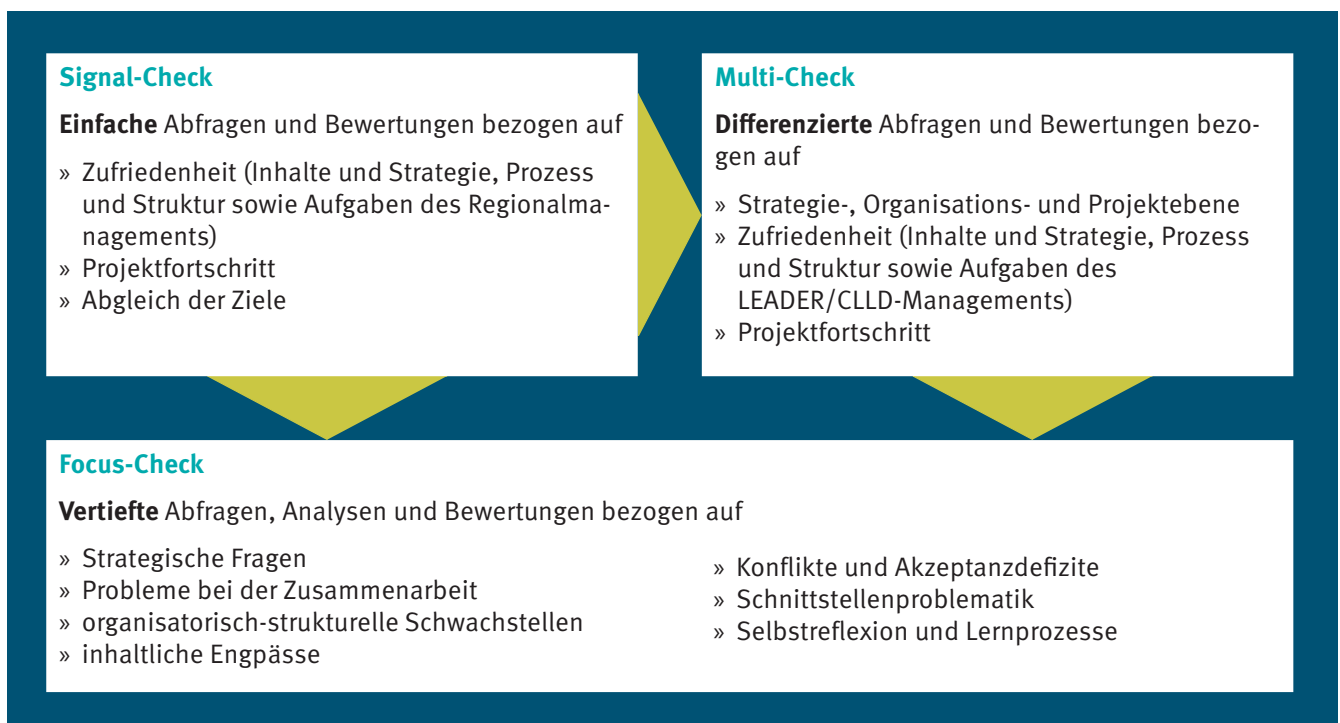 Signal-Check
Einfache Abfragen und Bewertungen bezogen auf
» Zufriedenheit (Inhalte und Strategie, Prozess
und Struktur sowie Aufgaben des Regionalma-
nagements)
» Projektfortschritt
» Abgleich der Ziele
Multi-Check
Differenzierte Abfragen und Bewertungen bezo-
gen auf
» Strategie-, Organisations- und Projektebene
» Zufriedenheit (Inhalte und Strategie, Prozess
und Struktur sowie Aufgaben des
LEADER/CLLD-Managements)
» Projektfortschritt
Focus-Check
Vertiefte Abfragen, Analysen und Bewertungen bezogen auf
» Strategische Fragen
» Probleme bei der Zusammenarbeit
» organisatorisch-strukturelle Schwachstellen
» inhaltliche Engpässe
» Konflikte und Akzeptanzdefizite
» Schnittstellenproblematik
» Selbstreflexion und Lernprozesse